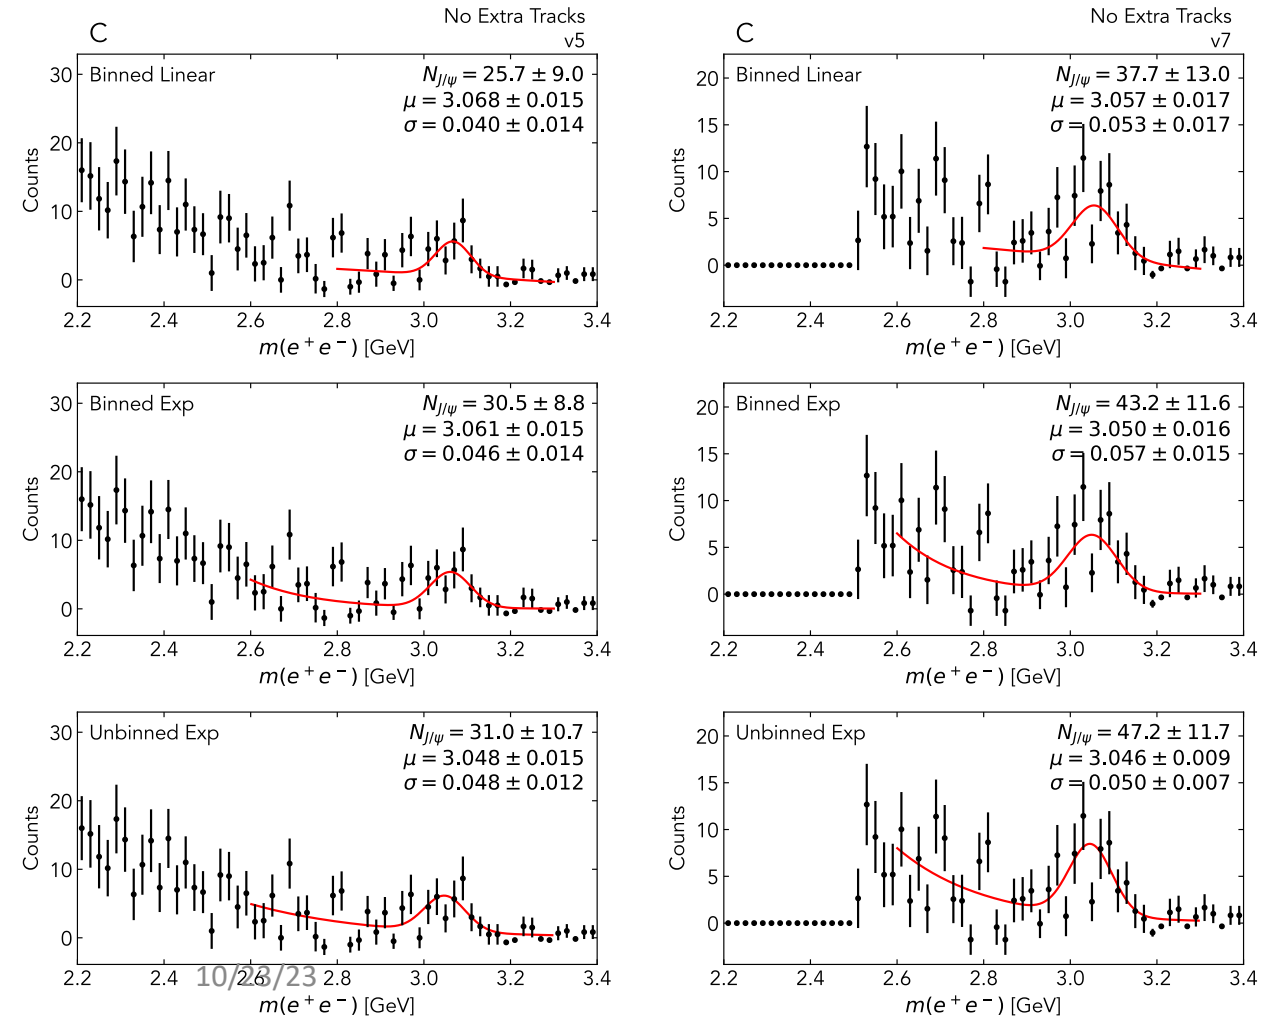 C
No Extra Tracks
v5
Binned Linear
N_{J/ψ} = 25.7 ± 9.0
μ = 3.068 ± 0.015
σ = 0.040 ± 0.014
Counts
30
20
10
0
2.2 2.4 2.6 2.8 3.0 3.2 3.4
m(e⁺e⁻) [GeV]
C
No Extra Tracks
v7
Binned Linear
N_{J/ψ} = 37.7 ± 13.0
μ = 3.057 ± 0.017
σ = 0.053 ± 0.017
Counts
20
15
10
5
0
2.2 2.4 2.6 2.8 3.0 3.2 3.4
m(e⁺e⁻) [GeV]
Binned Exp
N_{J/ψ} = 30.5 ± 8.8
μ = 3.061 ± 0.015
σ = 0.046 ± 0.014
Counts
30
20
10
0
2.2 2.4 2.6 2.8 3.0 3.2 3.4
m(e⁺e⁻) [GeV]
Binned Exp
N_{J/ψ} = 43.2 ± 11.6
μ = 3.050 ± 0.016
σ = 0.057 ± 0.015
Counts
20
15
10
5
0
2.2 2.4 2.6 2.8 3.0 3.2 3.4
m(e⁺e⁻) [GeV]
Unbinned Exp
N_{J/ψ} = 31.0 ± 10.7
μ = 3.048 ± 0.015
σ = 0.048 ± 0.012
Counts
30
20
10
0
2.2 2.4 2.6 2.8 3.0 3.2 3.4
m(e⁺e⁻) [GeV]
10/23/23
Unbinned Exp
N_{J/ψ} = 47.2 ± 11.7
μ = 3.046 ± 0.009
σ = 0.050 ± 0.007
Counts
20
15
10
5
0
2.2 2.4 2.6 2.8 3.0 3.2 3.4
m(e⁺e⁻) [GeV]